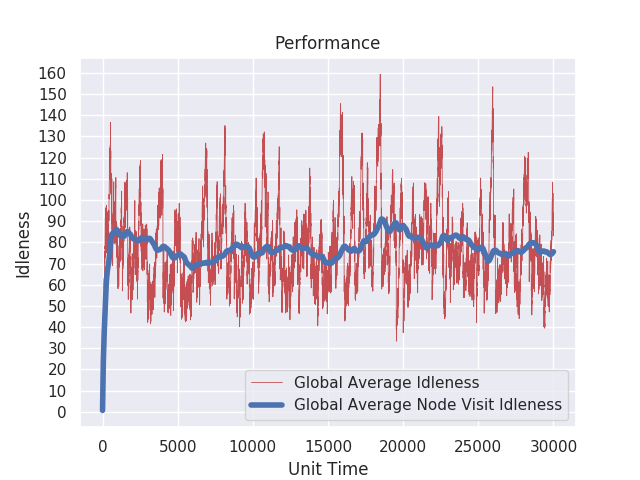 Performance
160
150
140
130
120
110
100
90
80
70
60
50
40
30
20
10
0
Idleness
Global Average Idleness
Global Average Node Visit Idleness
0 5000 10000 15000 20000 25000 30000
Unit Time